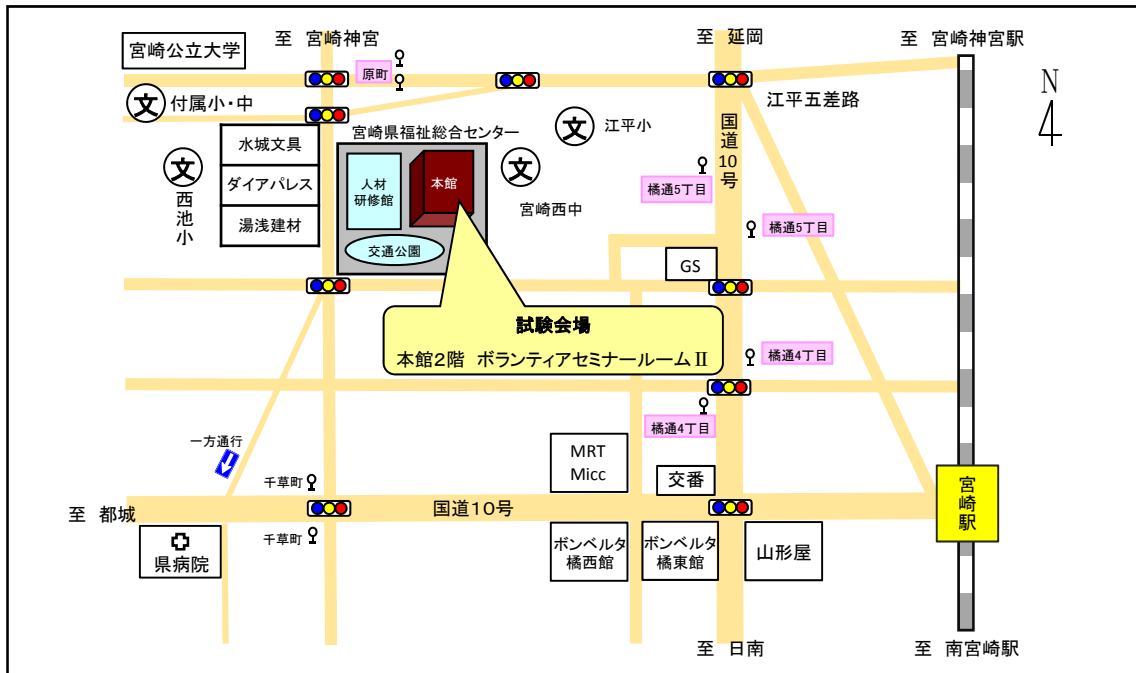 至 宮崎神宮
至 延岡
至 宮崎神宮駅
宮崎公立大学
原町
N
文
付属小・中
江平五差路
水城文具
宮崎県福祉総合センター
文
江平小
国道10号
文
西池小
ダイアパレス
人材
研修館
本館
文
宮崎西中
橘通5丁目
湯浅建材
橘通5丁目
交通公園
GS
試験会場
本館2階 ボランティアセミナールームⅡ
橘通4丁目
橘通4丁目
一方通行
MRT
Micc
交番
千草町
宮崎駅
至 都城
国道10号
千草町
県病院
ボンベルタ
橘西館
ボンベルタ
橘東館
山形屋
至 日南
至 南宮崎駅